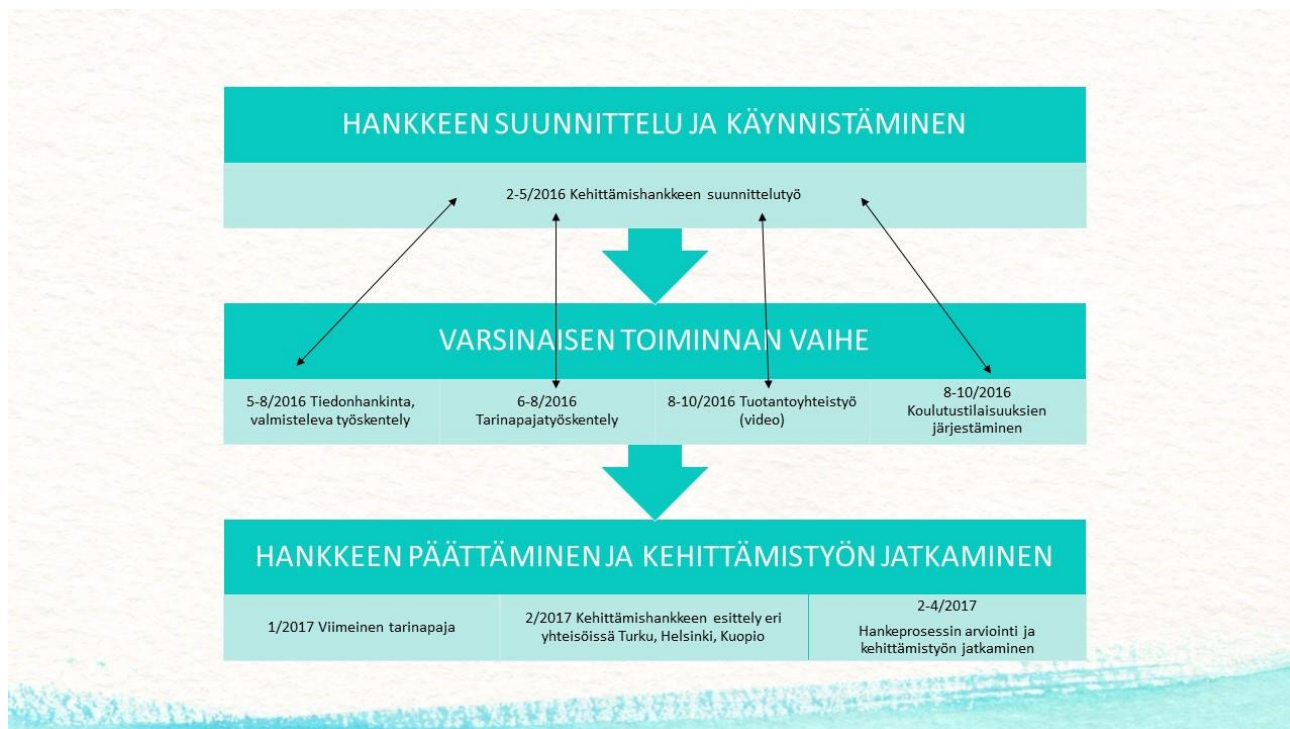 HANKKEEN SUUNNITTELU JA KÄYNNISTÄMINEN
2-5/2016 Kehittämishankkeen suunnittelutyö
VARSINAISEN TOIMINNAN VAIHE
5-8/2016 Tiedonhankinta,
valmisteleva työskentely
6-8/2016
Tarinapajatyöskentely
8-10/2016 Tuotantoyhteistyö
(video)
8-10/2016
Koulutustilaisuuksien
järjestäminen
HANKKEEN PÄÄTTÄMINEN JA KEHITTÄMISTYÖN JATKAMINEN
1/2017 Viimeinen tarinapaja
2/2017 Kehittämishankkeen esittely eri
yhteisöissä Turku, Helsinki, Kuopio
2-4/2017
Hankeprosessin arviointi ja
kehittämistyön jatkaminen